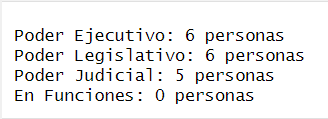 Poder Ejecutivo: 6 personas
Poder Legislativo: 6 personas
Poder Judicial: 5 personas
En Funciones: 0 personas